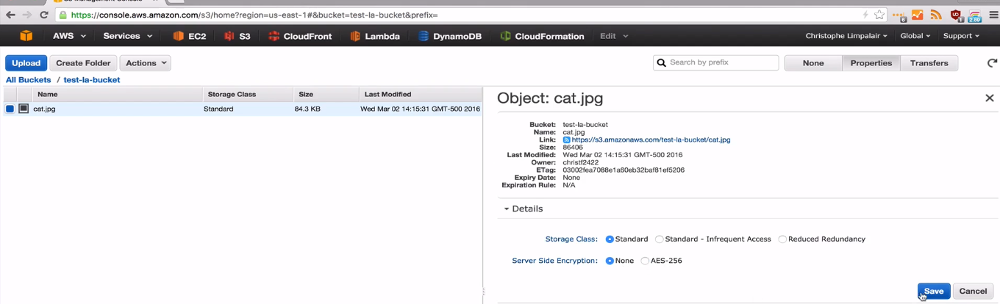 https://console.aws.amazon.com/s3/home?region=us-east-1#&bucket=test-la-bucket&prefix=
6 1 2.89
AWS Services EC2 S3 CloudFront Lambda DynamoDB CloudFormation Edit Christophe Limpalair Global Support
Upload Create Folder Actions Search by prefix None Properties Transfers
All Buckets / test-la-bucket
Name Storage Class Size Last Modified
cat.jpg Standard 84.3 KB Wed Mar 02 14:15:31 GMT-500 2016
Object: cat.jpg
Bucket: test-la-bucket
Name: cat.jpg
Link: https://s3.amazonaws.com/test-la-bucket/cat.jpg
Size: 86406
Last Modified: Wed Mar 02 14:15:31 GMT-500 2016
Owner: christf2422
ETag: 03002fea7088e1a60eb32baf81ef5206
Expiry Date: None
Expiration Rule: N/A
Details
Storage Class: Standard Standard - Infrequent Access Reduced Redundancy
Server Side Encryption: None AES-256
Save Cancel